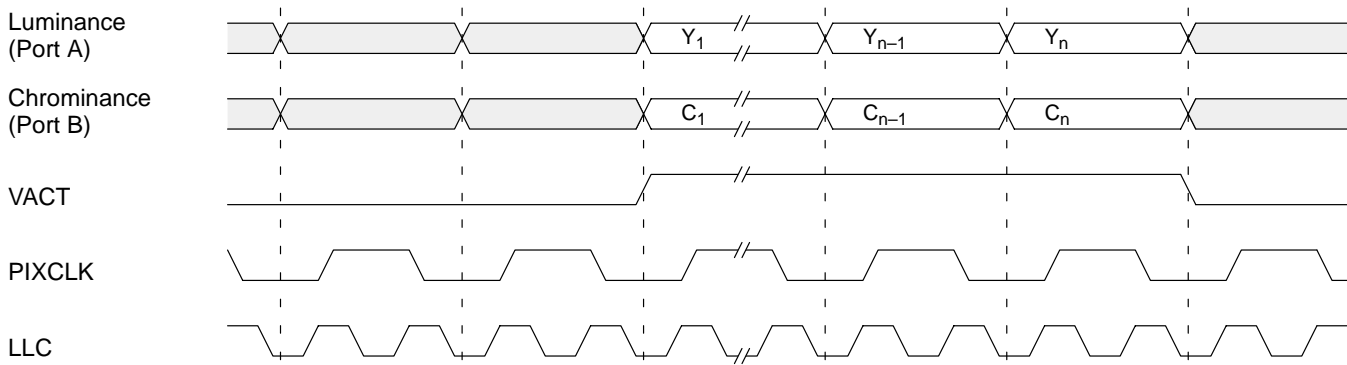 Luminance
(Port A)
Y1
Yn–1
Yn
Chrominance
(Port B)
C1
Cn–1
Cn
VACT
PIXCLK
LLC